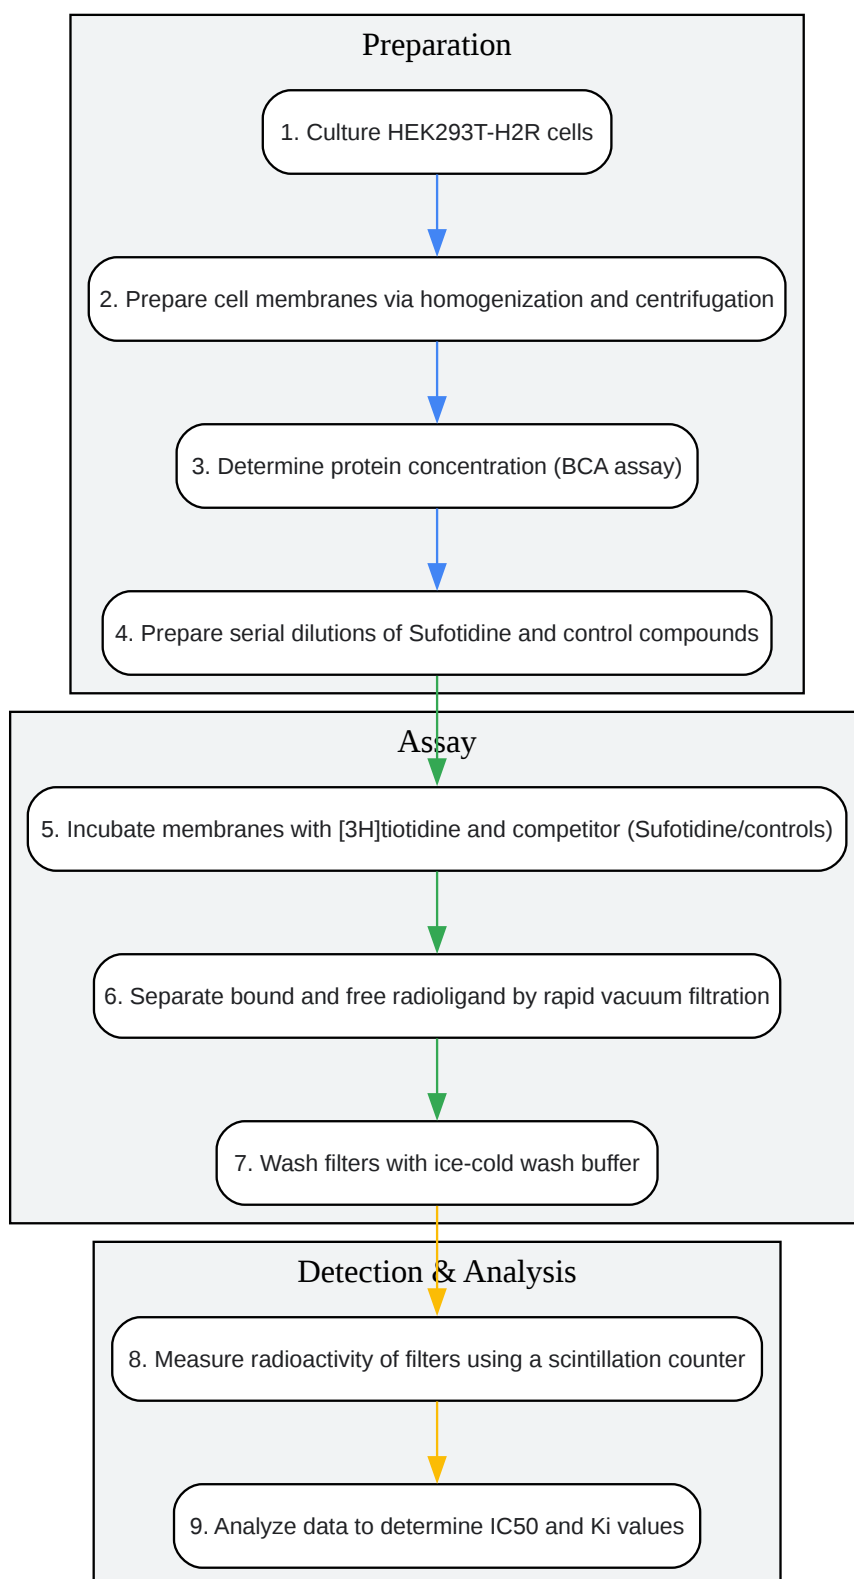 Preparation
1. Culture HEK293T-H2R cells
2. Prepare cell membranes via homogenization and centrifugation
3. Determine protein concentration (BCA assay)
4. Prepare serial dilutions of Sufotidine and control compounds
Assay
5. Incubate membranes with [3H]tiotidine and competitor (Sufotidine/controls)
6. Separate bound and free radioligand by rapid vacuum filtration
7. Wash filters with ice-cold wash buffer
Detection & Analysis
8. Measure radioactivity of filters using a scintillation counter
9. Analyze data to determine IC50 and Ki values